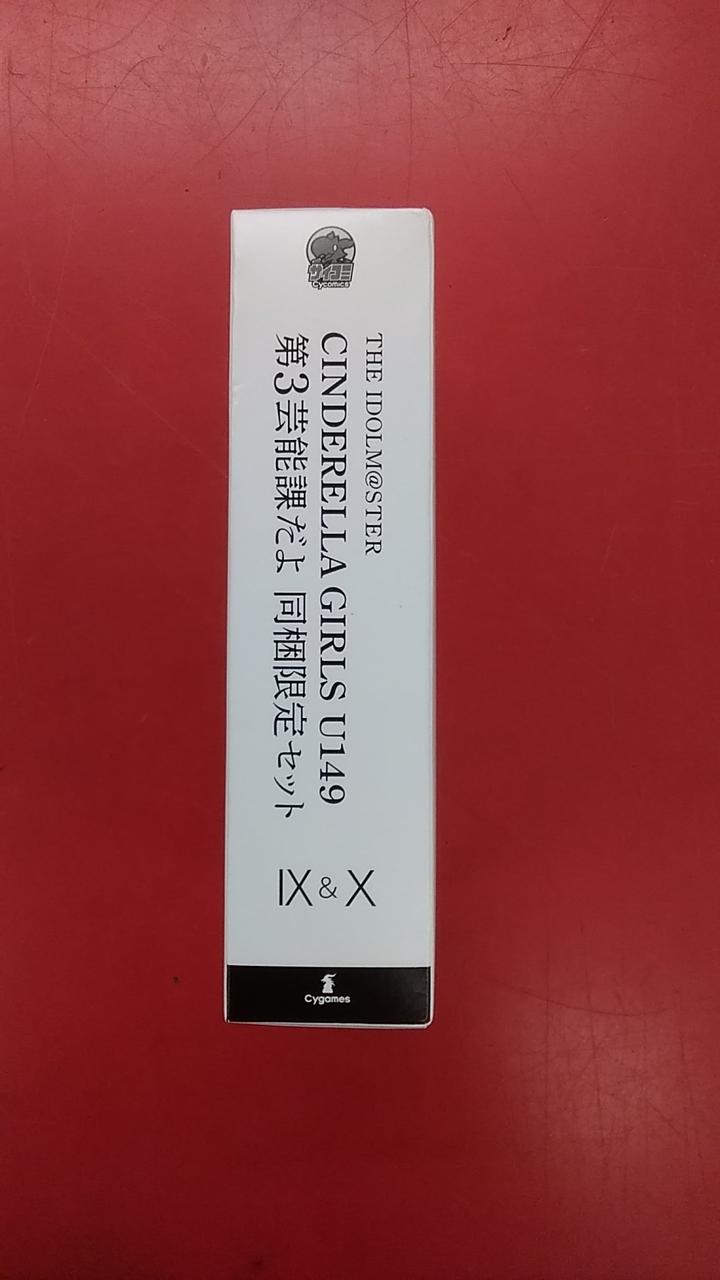 サイコミ
Cycomics
THE IDOLM@STER
CINDERELLA GIRLS U149
第3芸能課だよ 同梱限定セット
IX & X
Cygames